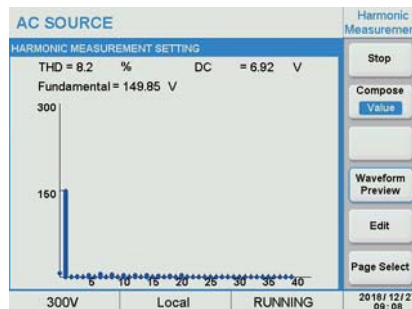 AC SOURCE
Harmonic
Measurement
HARMONIC MEASUREMENT SETTING
THD = 8.2 % DC = 6.92 V
Fundamental = 149.85 V
300
150
5 10 15 20 25 30 35 40
Stop
Compose
Value
Waveform
Preview
Edit
Page Select
300V Local RUNNING
2018/12/2
09:08